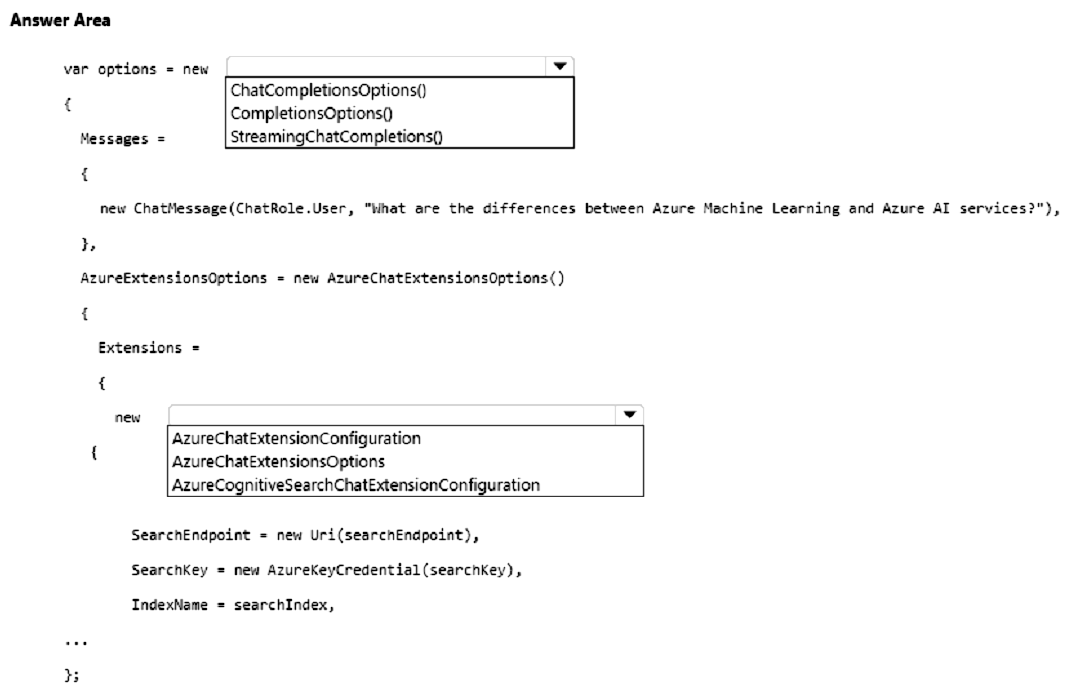 Answer Area
var options = new
ChatCompletionsOptions()
CompletionsOptions()
StreamingChatCompletions()
{
Messages =
{
new ChatMessage(ChatRole.User, "What are the differences between Azure Machine Learning and Azure AI services?"),
},
AzureExtensionsOptions = new AzureChatExtensionsOptions()
{
Extensions =
{
new
AzureChatExtensionConfiguration
AzureChatExtensionsOptions
AzureCognitiveSearchChatExtensionConfiguration
{
SearchEndpoint = new Uri(searchEndpoint),
SearchKey = new AzureKeyCredential(searchKey),
IndexName = searchIndex,
...
};